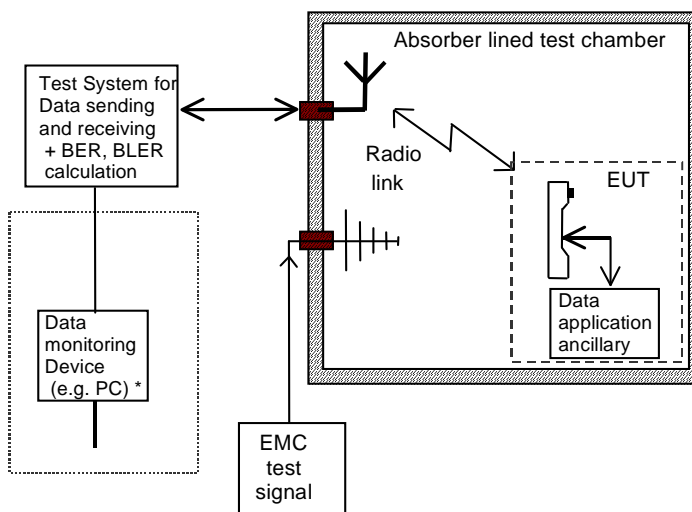 Absorber lined test chamber
Test System for
Data sending
and receiving
+ BER, BLER
calculation
Radio
link
EUT
Data
application
ancillary
Data
monitoring
Device
(e.g. PC) *
EMC
test
signal